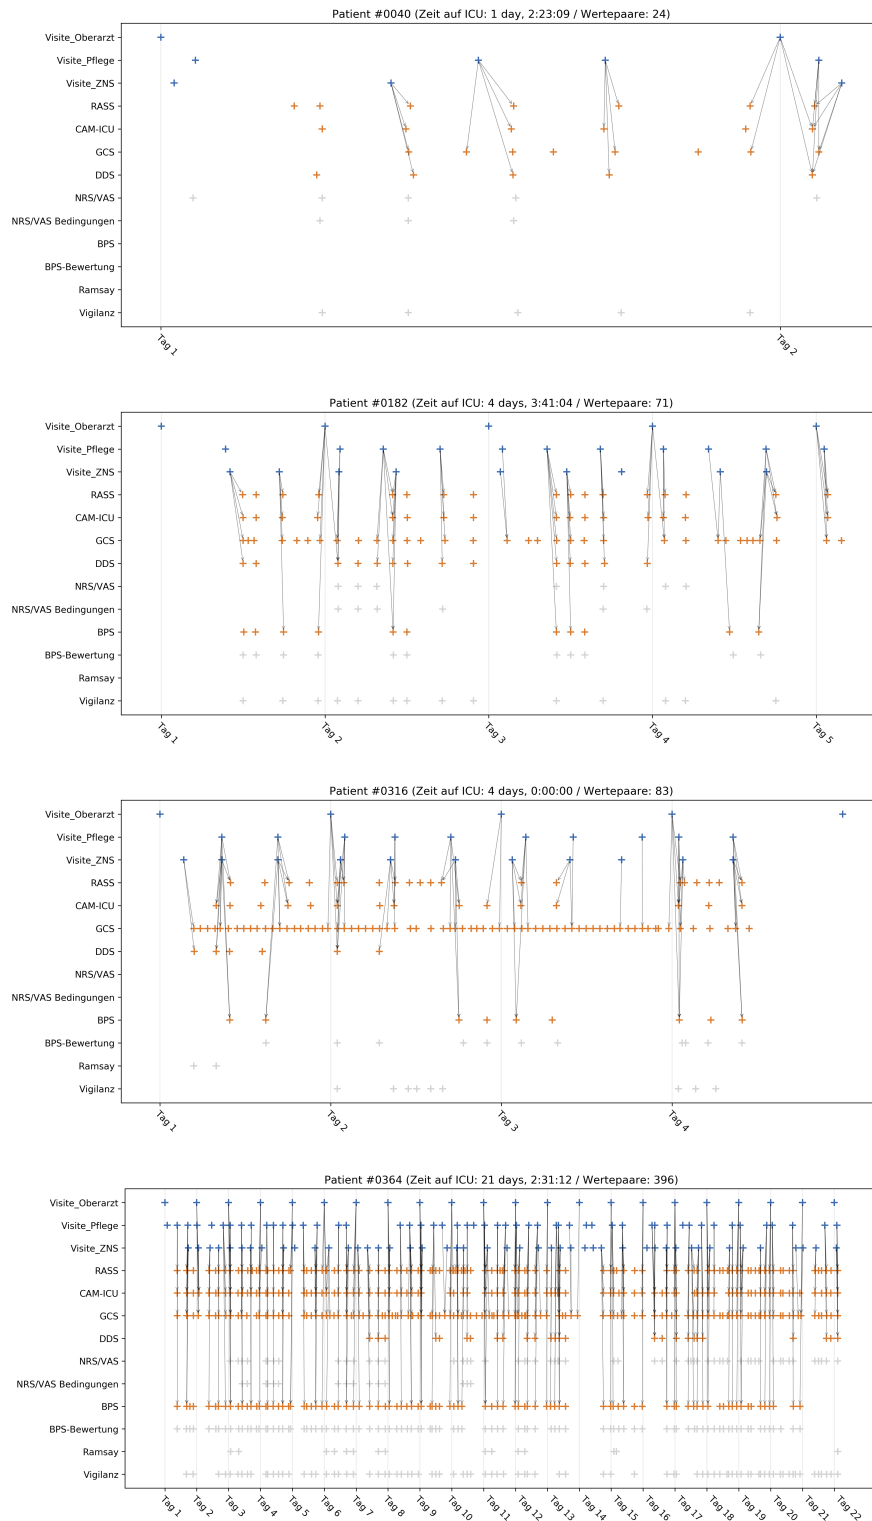 Patient #0040 (Zeit auf ICU: 1 day, 2:23:09 / Wertepaare: 24)
Visite_Oberarzt
Visite_Pflege
Visite_ZNS
RASS
CAM-ICU
GCS
DDS
NRS/VAS
NRS/VAS Bedingungen
BPS
BPS-Bewertung
Ramsay
Vigilanz
Tag 1
Tag 2
Patient #0182 (Zeit auf ICU: 4 days, 3:41:04 / Wertepaare: 71)
Visite_Oberarzt
Visite_Pflege
Visite_ZNS
RASS
CAM-ICU
GCS
DDS
NRS/VAS
NRS/VAS Bedingungen
BPS
BPS-Bewertung
Ramsay
Vigilanz
Tag 1
Tag 2
Tag 3
Tag 4
Tag 5
Patient #0316 (Zeit auf ICU: 4 days, 0:00:00 / Wertepaare: 83)
Visite_Oberarzt
Visite_Pflege
Visite_ZNS
RASS
CAM-ICU
GCS
DDS
NRS/VAS
NRS/VAS Bedingungen
BPS
BPS-Bewertung
Ramsay
Vigilanz
Tag 1
Tag 2
Tag 3
Tag 4
Patient #0364 (Zeit auf ICU: 21 days, 2:31:12 / Wertepaare: 396)
Visite_Oberarzt
Visite_Pflege
Visite_ZNS
RASS
CAM-ICU
GCS
DDS
NRS/VAS
NRS/VAS Bedingungen
BPS
BPS-Bewertung
Ramsay
Vigilanz
Tag 1
Tag 2
Tag 3
Tag 4
Tag 5
Tag 6
Tag 7
Tag 8
Tag 9
Tag 10
Tag 11
Tag 12
Tag 13
Tag 14
Tag 15
Tag 16
Tag 17
Tag 18
Tag 19
Tag 20
Tag 21
Tag 22